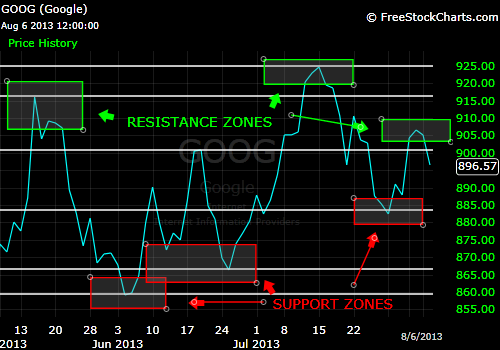 GOOG (Google)
Aug 6 2013 12:00:00
© FreeStockCharts.com
Price History
925.00
920.00
915.00
910.00
RESISTANCE ZONES
905.00
900.00
GOOG
896.57
Google
890.00
885.00
Internet Information Providers
880.00
875.00
870.00
865.00
860.00
SUPPORT ZONES
855.00
13 20 28 3 10 17 24 1 8 15 22
8/6/2013
2013 Jun 2013 Jul 2013